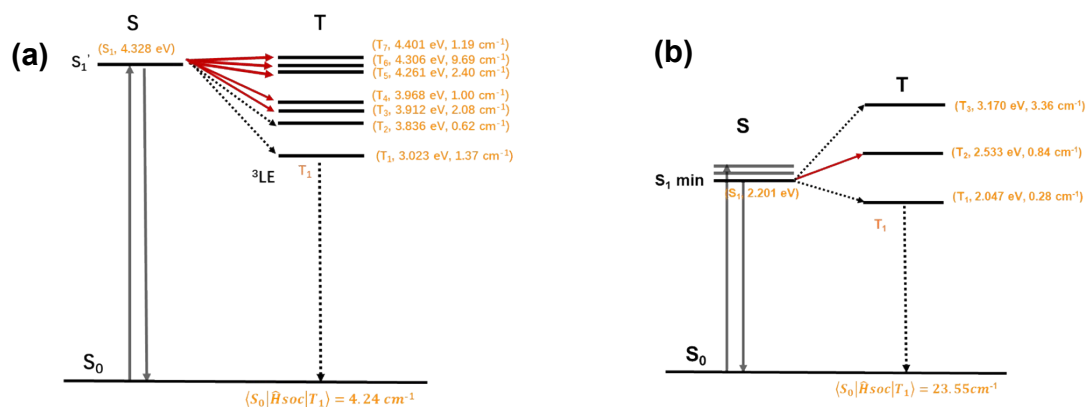 (a)
S
T
(S₁, 4.328 eV)
S₁'
(T₇, 4.401 eV, 1.19 cm⁻¹)
(T₆, 4.306 eV, 9.69 cm⁻¹)
(T₅, 4.261 eV, 2.40 cm⁻¹)
(T₄, 3.968 eV, 1.00 cm⁻¹)
(T₃, 3.912 eV, 2.08 cm⁻¹)
(T₂, 3.836 eV, 0.62 cm⁻¹)
(T₁, 3.023 eV, 1.37 cm⁻¹)
³LE
T₁
S₀
⟨S₀|Ĥsoc|T₁⟩ = 4.24 cm⁻¹
(b)
S
T
(T₃, 3.170 eV, 3.36 cm⁻¹)
(T₂, 2.533 eV, 0.84 cm⁻¹)
S₁ min
(S₁, 2.201 eV)
(T₁, 2.047 eV, 0.28 cm⁻¹)
T₁
S₀
⟨S₀|Ĥsoc|T₁⟩ = 23.55cm⁻¹